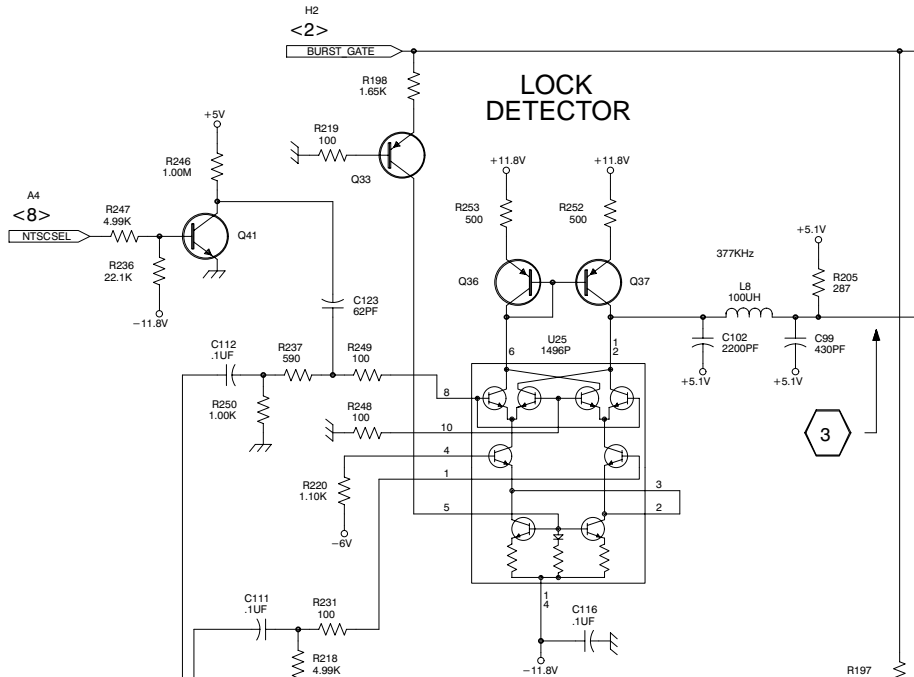 H2
<2>
BURST_GATE
LOCK
DETECTOR
R198
1.65K
+5V
R219
100
Q33
R246
1.00M
+11.8V
+11.8V
A4
<8>
NTSCSEL
R247
4.99K
Q41
R253
500
R252
500
R236
22.1K
-11.8V
Q36
Q37
377KHz
+5.1V
R205
287
L8
100UH
C123
62PF
C102
2200PF
C99
430PF
+5.1V
+5.1V
U25
1496P
6
1
2
C112
.1UF
R237
590
R249
100
8
R250
1.00K
R248
100
10
3
4
1
R220
1.10K
-6V
5
3
2
C111
.1UF
R231
100
1
4
C116
.1UF
R218
4.99K
-11.8V
R197